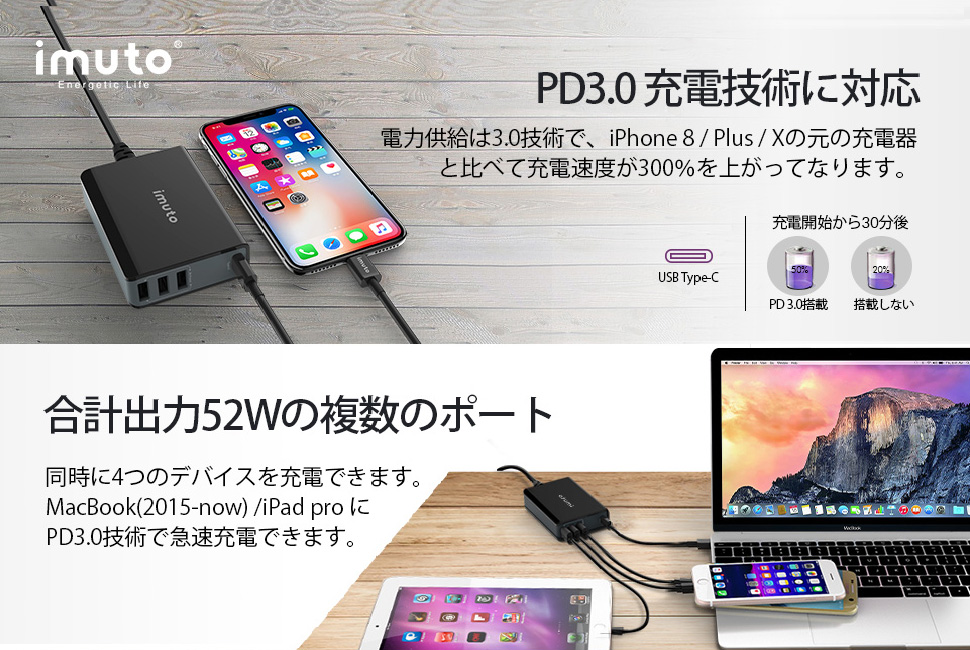 imuto®
Energetic Life
PD3.0 充電技術に対応
電力供給は3.0技術で、iPhone 8 / Plus / Xの元の充電器
と比べて充電速度が300%を上がってなります。
imuto
imuto
USB Type-C
充電開始から30分後
50%
20%
PD 3.0搭載
搭載しない
合計出力52Wの複数のポート
同時に4つのデバイスを充電できます。
MacBook(2015-now) /iPad pro に
PD3.0技術で急速充電できます。
imuto
MacBook